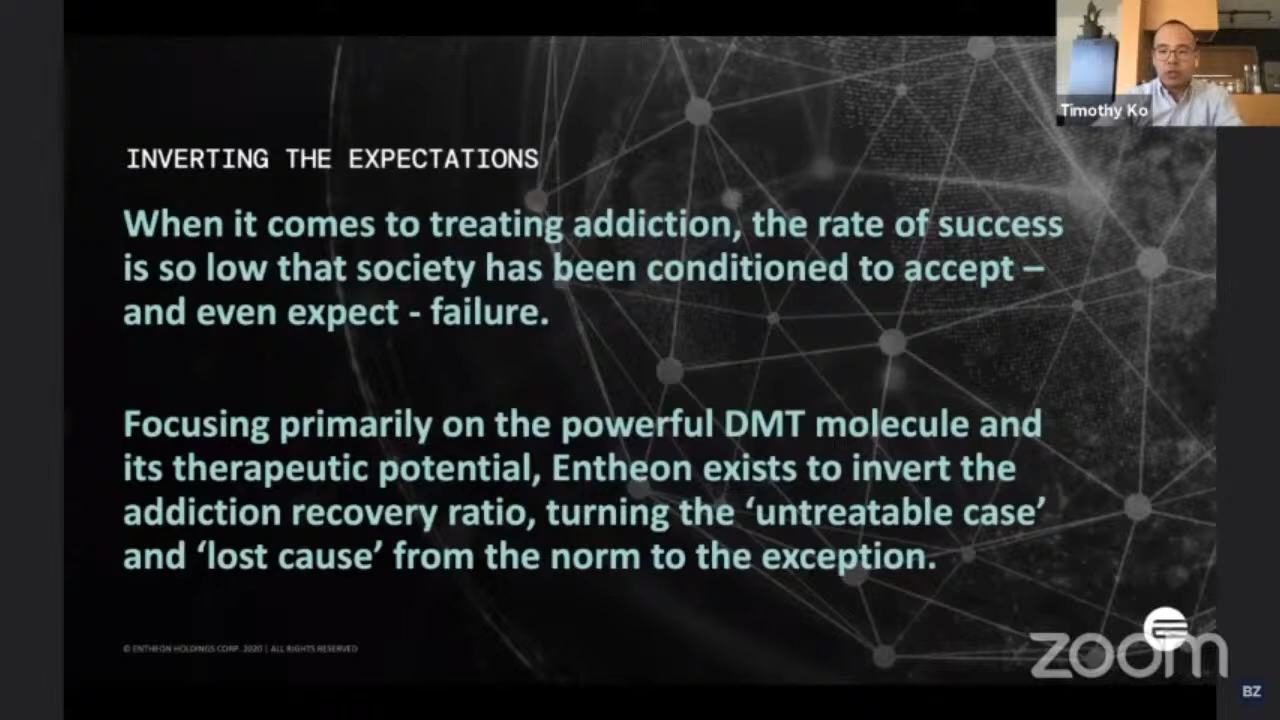 Timothy Ko
INVERTING THE EXPECTATIONS
When it comes to treating addiction, the rate of success
is so low that society has been conditioned to accept –
and even expect - failure.
Focusing primarily on the powerful DMT molecule and
its therapeutic potential, Entheon exists to invert the
addiction recovery ratio, turning the ‘untreatable case’
and ‘lost cause’ from the norm to the exception.
© ENTHEON HOLDINGS CORP. 2020 | ALL RIGHTS RESERVED
zoom
BZ